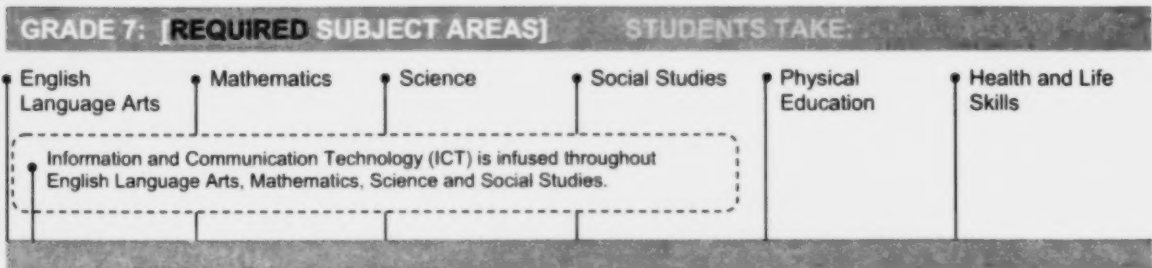 GRADE 7: [REQUIRED SUBJECT AREAS] STUDENTS TAKE:
English
Language Arts
Mathematics
Science
Social Studies
Physical
Education
Health and Life
Skills
Information and Communication Technology (ICT) is infused throughout
English Language Arts, Mathematics, Science and Social Studies.